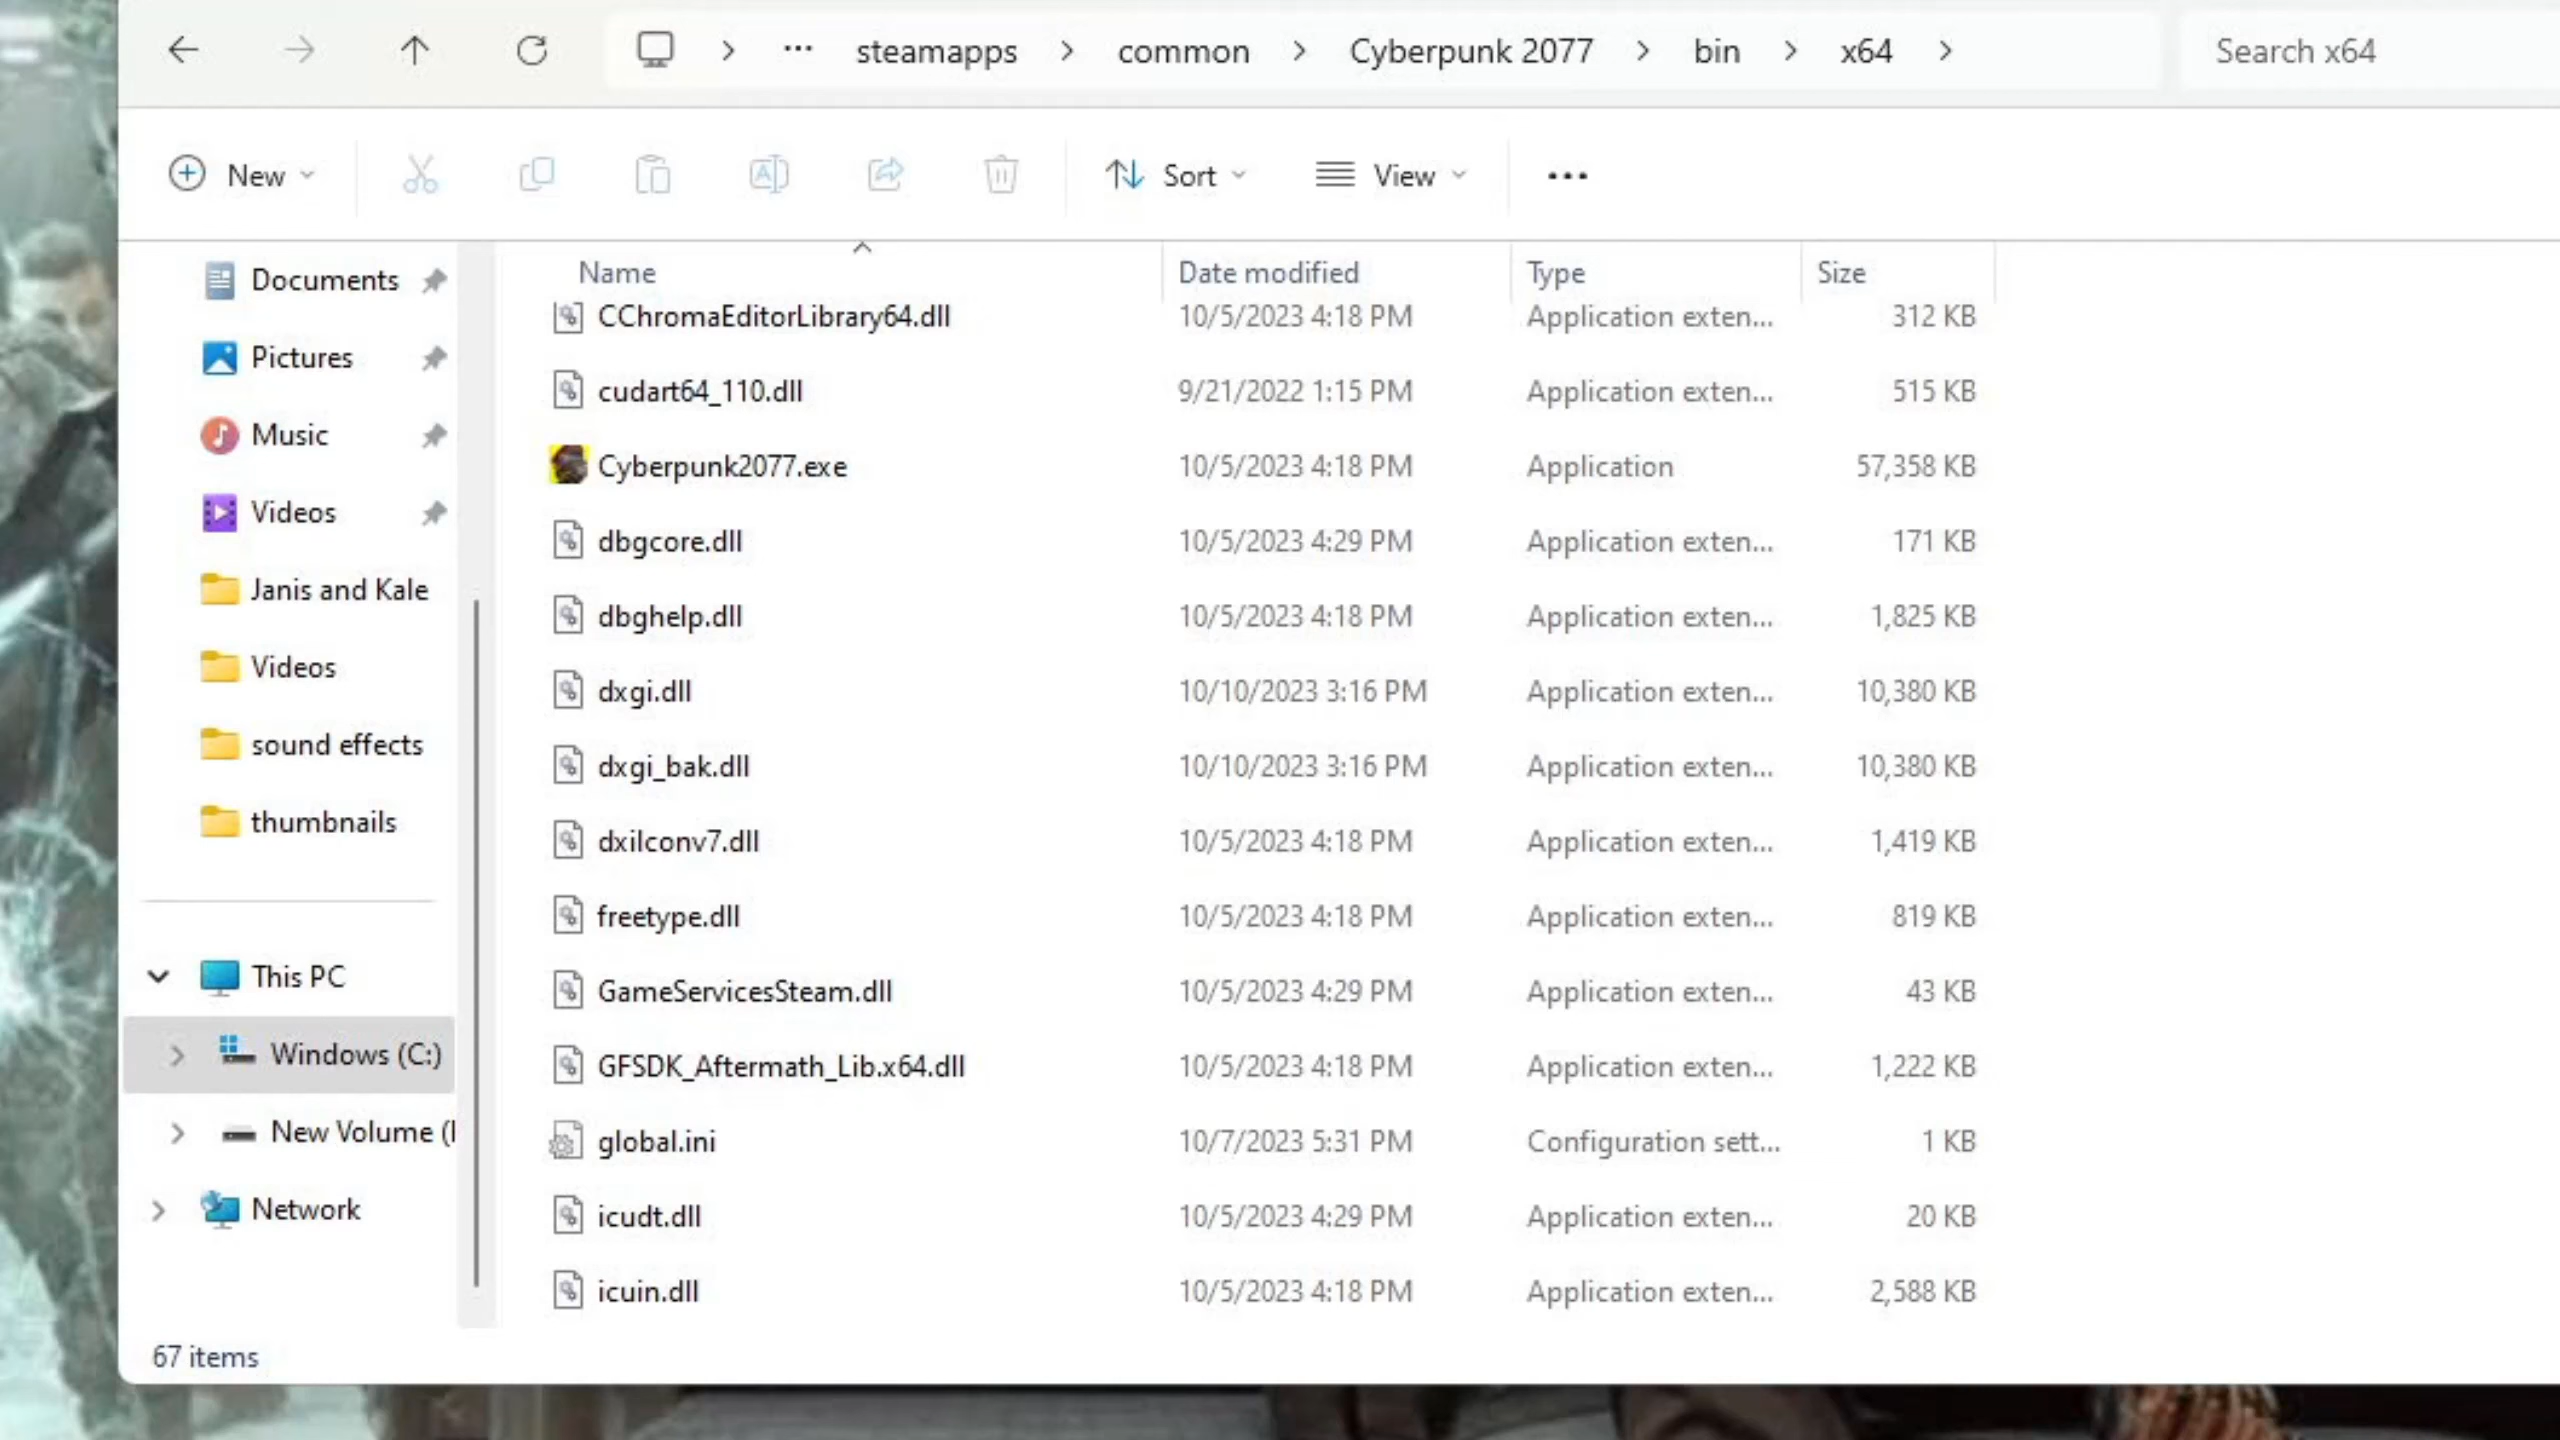 … steamapps > common > Cyberpunk 2077 > bin > x64 > Search x64
New Sort View …
Documents
Pictures
Music
Videos
Janis and Kale
Videos
sound effects
thumbnails
This PC
Windows (C:)
New Volume (
Network
Name Date modified Type Size
CChromaEditorLibrary64.dll 10/5/2023 4:18 PM Application exten... 312 KB
cudart64_110.dll 9/21/2022 1:15 PM Application exten... 515 KB
Cyberpunk2077.exe 10/5/2023 4:18 PM Application 57,358 KB
dbgcore.dll 10/5/2023 4:29 PM Application exten... 171 KB
dbghelp.dll 10/5/2023 4:18 PM Application exten... 1,825 KB
dxgi.dll 10/10/2023 3:16 PM Application exten... 10,380 KB
dxgi_bak.dll 10/10/2023 3:16 PM Application exten... 10,380 KB
dxilconv7.dll 10/5/2023 4:18 PM Application exten... 1,419 KB
freetype.dll 10/5/2023 4:18 PM Application exten... 819 KB
GameServicesSteam.dll 10/5/2023 4:29 PM Application exten... 43 KB
GFSDK_Aftermath_Lib.x64.dll 10/5/2023 4:18 PM Application exten... 1,222 KB
global.ini 10/7/2023 5:31 PM Configuration sett... 1 KB
icudt.dll 10/5/2023 4:29 PM Application exten... 20 KB
icuin.dll 10/5/2023 4:18 PM Application exten... 2,588 KB
67 items